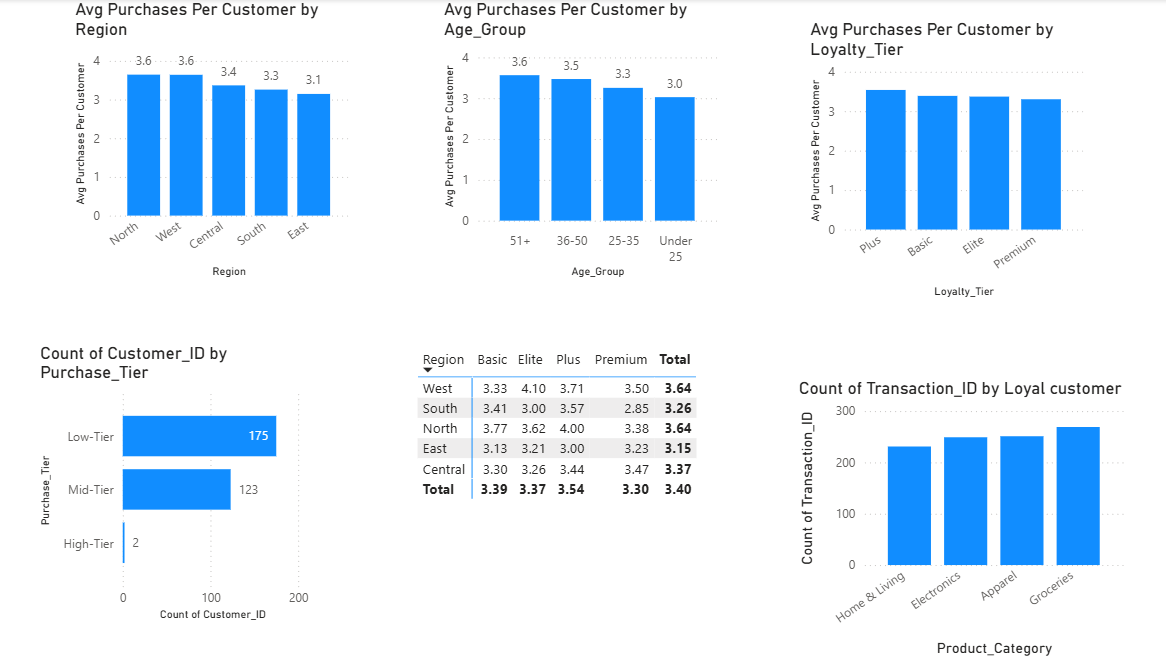 Avg Purchases Per Customer by
Region
Avg Purchases Per Customer
4
3
2
1
0
3.6
3.6
3.4
3.3
3.1
North
West
Central
South
East
Region
Avg Purchases Per Customer by
Age_Group
Avg Purchases Per Customer
4
3
2
1
0
3.6
3.5
3.3
3.0
51+
36-50
25-35
Under
25
Age_Group
Avg Purchases Per Customer by
Loyalty_Tier
Avg Purchases Per Customer
4
3
2
1
0
Plus
Basic
Elite
Premium
Loyalty_Tier
Count of Customer_ID by
Purchase_Tier
Purchase_Tier
Low-Tier 175
Mid-Tier 123
High-Tier 2
0 100 200
Count of Customer_ID
Region Basic Elite Plus Premium Total
West 3.33 4.10 3.71 3.50 3.64
South 3.41 3.00 3.57 2.85 3.26
North 3.77 3.62 4.00 3.38 3.64
East 3.13 3.21 3.00 3.23 3.15
Central 3.30 3.26 3.44 3.47 3.37
Total 3.39 3.37 3.54 3.30 3.40
Count of Transaction_ID by Loyal customer
Count of Transaction_ID
300
200
100
0
Home & Living
Electronics
Apparel
Groceries
Product_Category